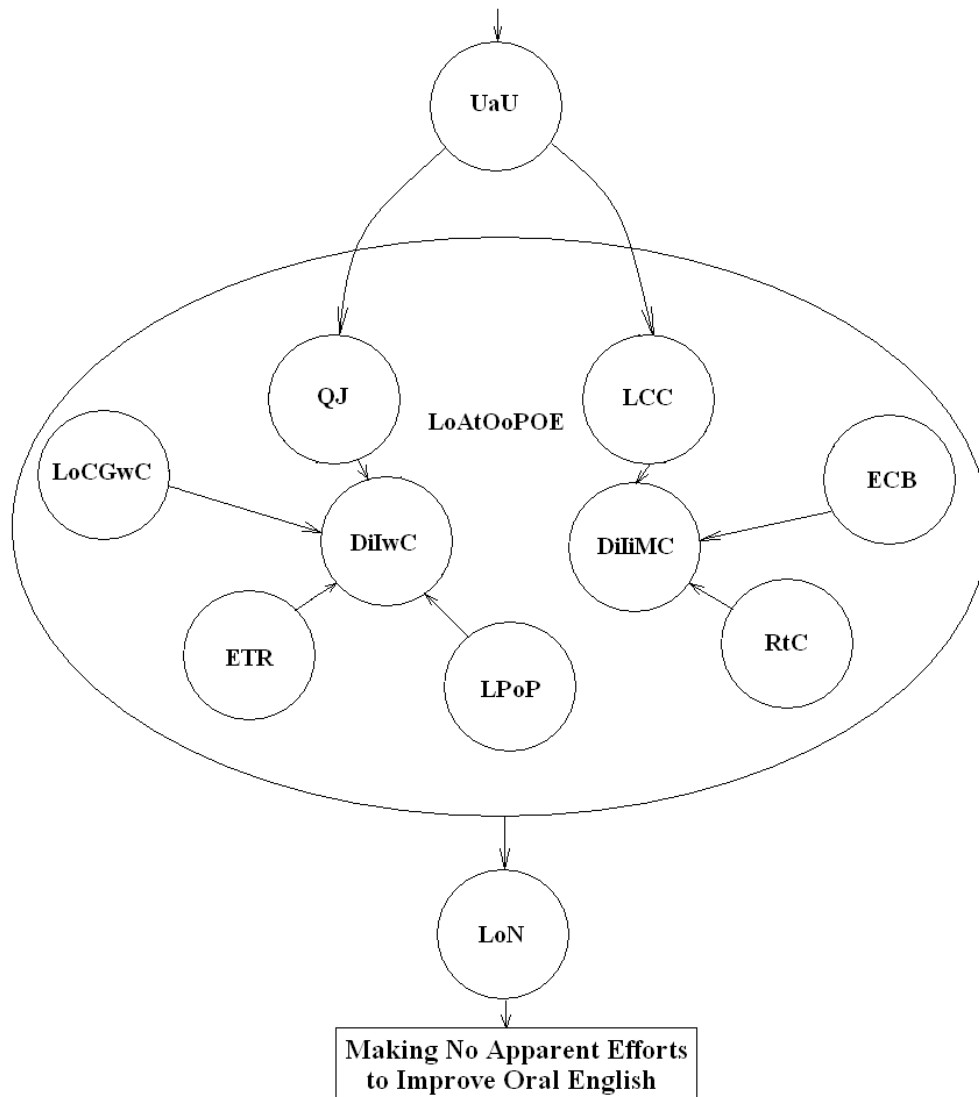 UaU
QJ
LCC
LoAtOoPOE
LoCGwC
ECB
DiIwC
DiIiMC
ETR
LPoP
RtC
LoN
Making No Apparent Efforts
to Improve Oral English